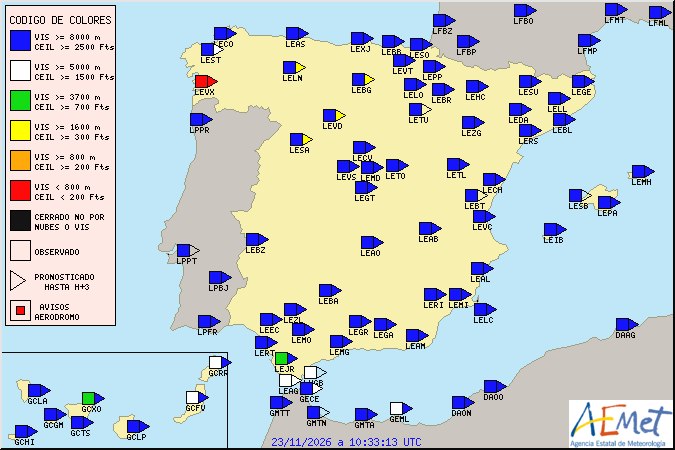 CODIGO DE COLORES
VIS >= 8000 m
CEIL >= 2500 Fts
VIS >= 5000 m
CEIL >= 1500 Fts
VIS >= 3700 m
CEIL >= 700 Fts
VIS >= 1600 m
CEIL >= 300 Fts
VIS >= 800 m
CEIL >= 200 Fts
VIS < 800 m
CEIL < 200 Fts
CERRADO NO POR
NUBES O VIS
OBSERVADO
PRONOSTICADO
HASTA H+3
AVISOS
AERODROMO
LECO
LEAS
LEST
LEXJ
LEBB
LESO
LFBZ
LFBP
LFBO
LFMT
LFML
LFMP
LEVX
LELN
LEBG
LEVT
LEPP
LELO
LEBR
LEHC
LESU
LEGE
LELL
LEDA
LEBL
LERS
LPPR
LEVD
LETU
LEZG
LESA
LECV
LEVS
LEMD
LETO
LEGT
LETL
LECH
LEBT
LEVC
LEMH
LESB
LEPA
LEIB
LPPT
LEBZ
LEAO
LEAB
LEAL
LPBJ
LEBA
LERI
LEMI
LELC
LPFR
LEEC
LEZL
LEMO
LEGR
LEGA
LEAM
LERT
LEMG
LEJR
LEAG
GECE
GMTT
GMTN
GMTA
GEML
DAON
DAOO
DAAG
GCRR
GCLA
GCXO
GCFV
GCGM
GCTS
GCHI
GCLP
23/11/2026 a 10:33:13 UTC
AEMet
Agencia Estatal de Meteorología